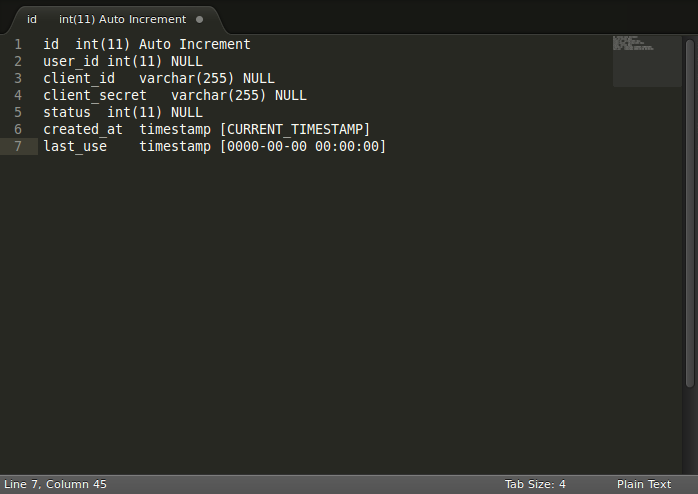 id int(11) Auto Increment
1 id int(11) Auto Increment
2 user_id int(11) NULL
3 client_id varchar(255) NULL
4 client_secret varchar(255) NULL
5 status int(11) NULL
6 created_at timestamp [CURRENT_TIMESTAMP]
7 last_use timestamp [0000-00-00 00:00:00]
Line 7, Column 45 Tab Size: 4 Plain Text